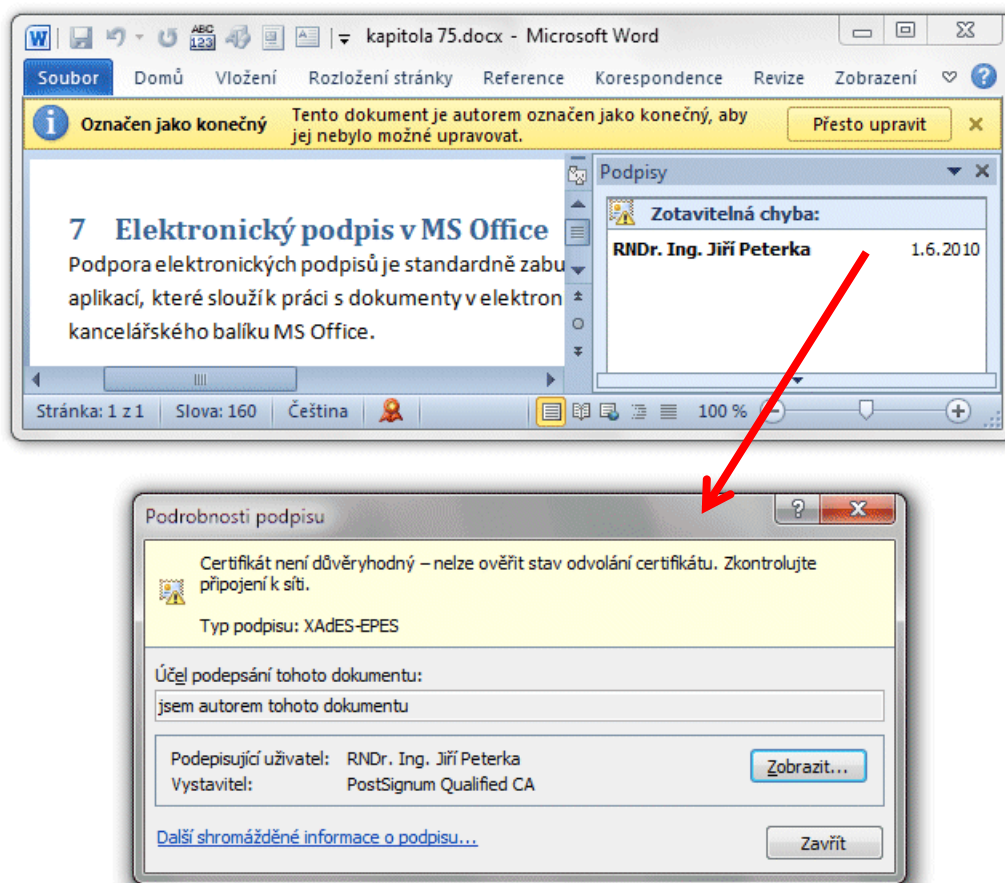 kapitola 75.docx - Microsoft Word
Soubor Domů Vložení Rozložení stránky Reference Korespondence Revize Zobrazení
Označen jako konečný
Tento dokument je autorem označen jako konečný, aby
jej nebylo možné upravovat.
Přesto upravit
7 Elektronický podpis v MS Office
Podpora elektronických podpisů je standardně zabu
aplikací, které slouží k práci s dokumenty v elektron
kancelářského balíku MS Office.
Podpisy
Zotavitelná chyba:
RNDr. Ing. Jiří Peterka 1.6.2010
Stránka: 1 z 1 Slova: 160 Čeština 100 %
Podrobnosti podpisu
Certifikát není důvěryhodný – nelze ověřit stav odvolání certifikátu. Zkontrolujte
připojení k síti.
Typ podpisu: XAdES-EPES
Účel podepsání tohoto dokumentu:
jsem autorem tohoto dokumentu
Podepisující uživatel: RNDr. Ing. Jiří Peterka
Vystavitel: PostSignum Qualified CA
Zobrazit...
Další shromážděné informace o podpisu...
Zavřít